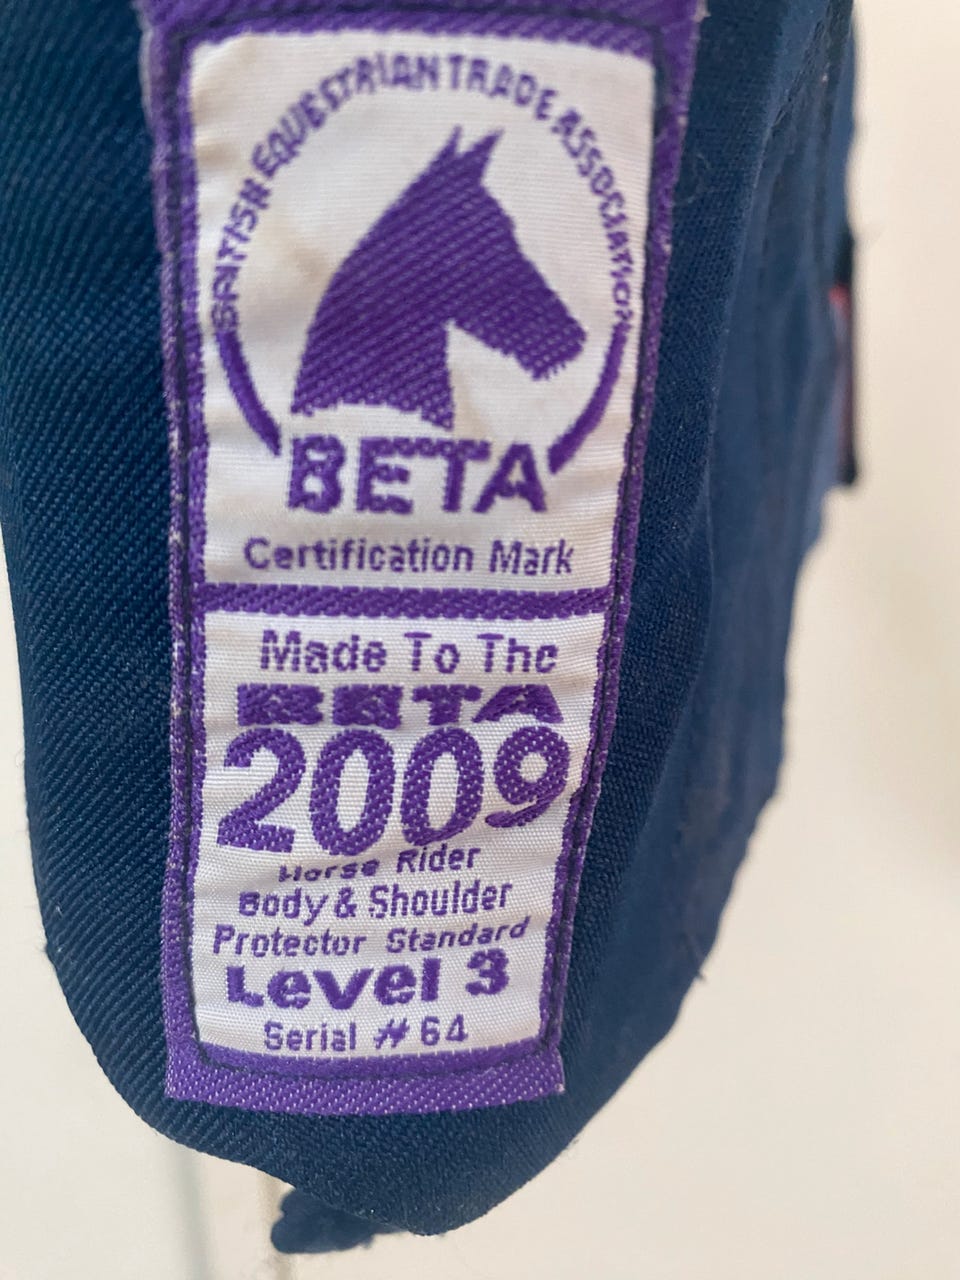 BRITISH EQUESTRIAN TRADE ASSOCIATION
BETA
Certification Mark
Made To The
BETA
2009
Horse Rider
Body & Shoulder
Protector Standard
Level 3
Serial # 64